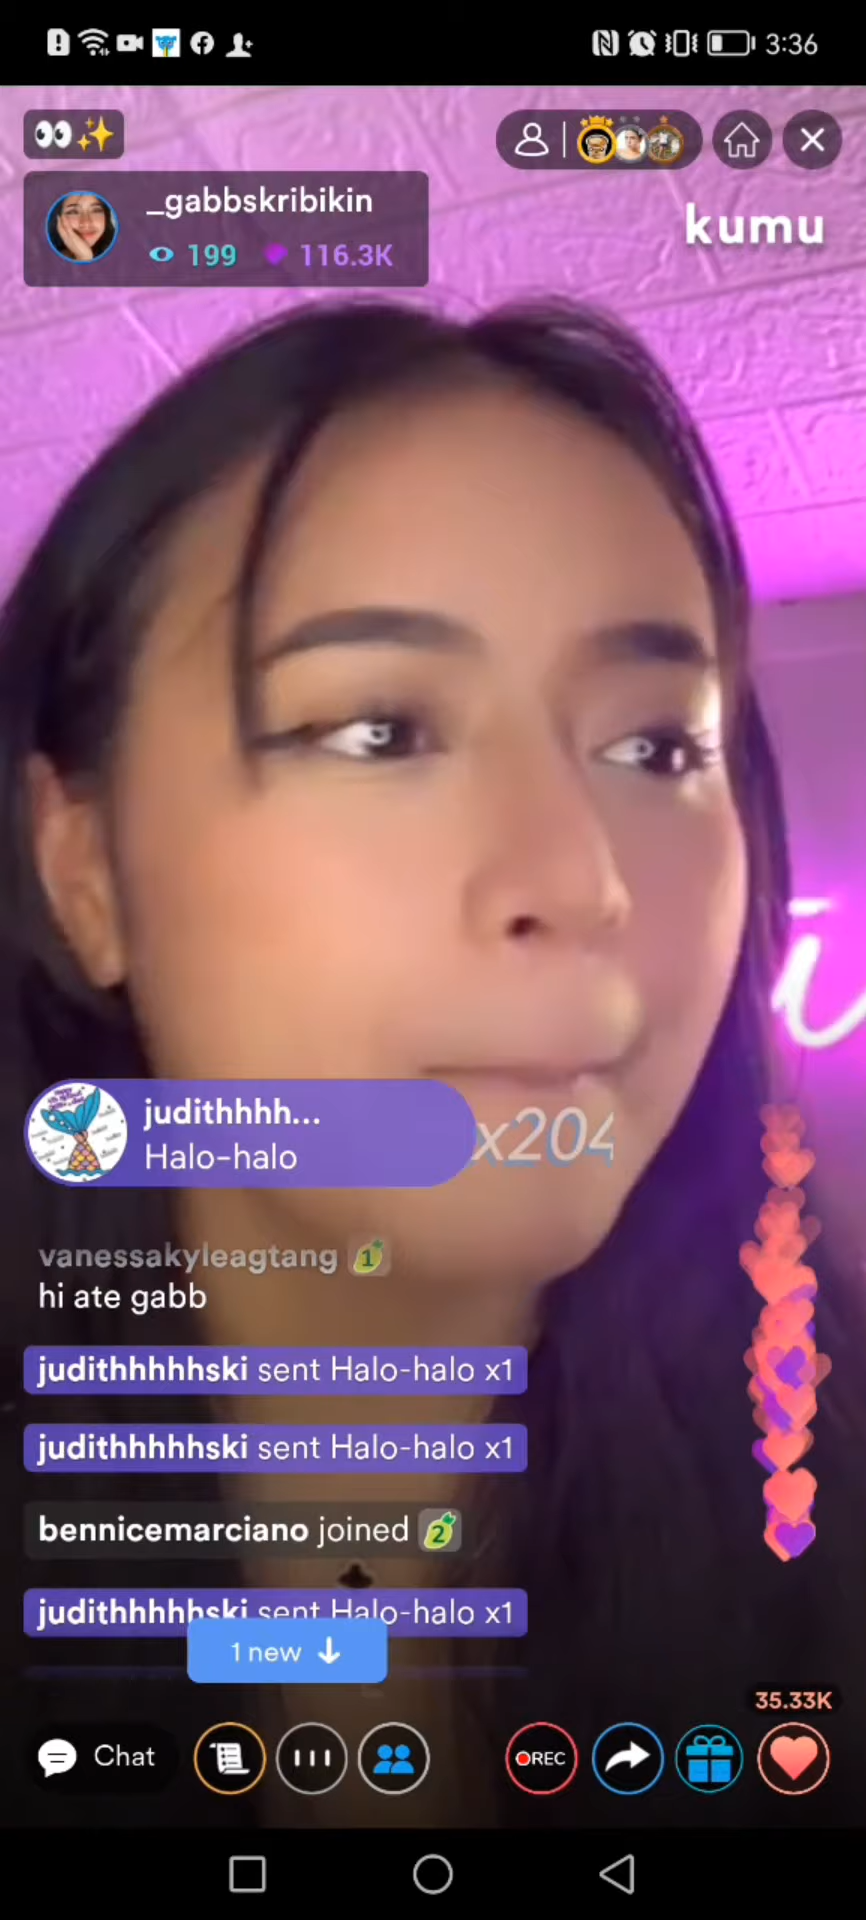 3:36
👀✨
_gabbskribikin
199 116.3K
kumu
judithhhh...
Halo-halo
x204
vanessakyleagtang 1
hi ate gabb
judithhhhhski sent Halo-halo x1
judithhhhhski sent Halo-halo x1
bennicemarciano joined 2
judithhhhhski sent Halo-halo x1
1 new ↓
35.33K
Chat
REC